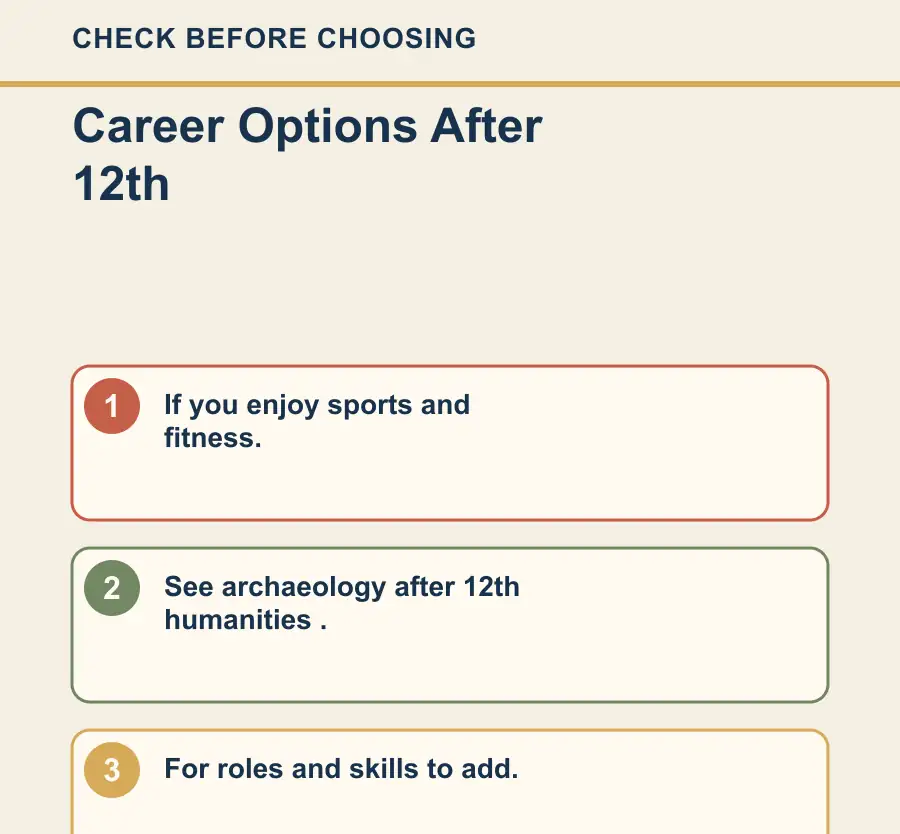 CHECK BEFORE CHOOSING
Career Options After
12th
1
If you enjoy sports and
fitness.
2
See archaeology after 12th
humanities .
3
For roles and skills to add.